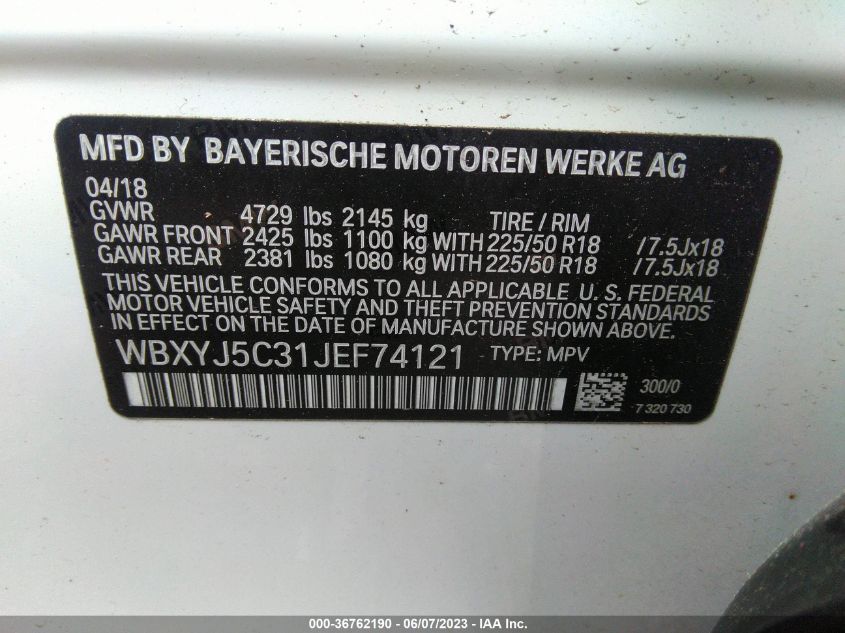 MFD BY BAYERISCHE MOTOREN WERKE AG
04/18
GVWR 4729 lbs 2145 kg TIRE / RIM
GAWR FRONT 2425 lbs 1100 kg WITH 225/50 R18 /7.5Jx18
GAWR REAR 2381 lbs 1080 kg WITH 225/50 R18 /7.5Jx18
THIS VEHICLE CONFORMS TO ALL APPLICABLE U. S. FEDERAL
MOTOR VEHICLE SAFETY AND THEFT PREVENTION STANDARDS
IN EFFECT ON THE DATE OF MANUFACTURE SHOWN ABOVE.
WBXYJ5C31JEF74121 TYPE: MPV
300/0
7 320 730
000-36762190 - 06/07/2023 - IAA Inc.